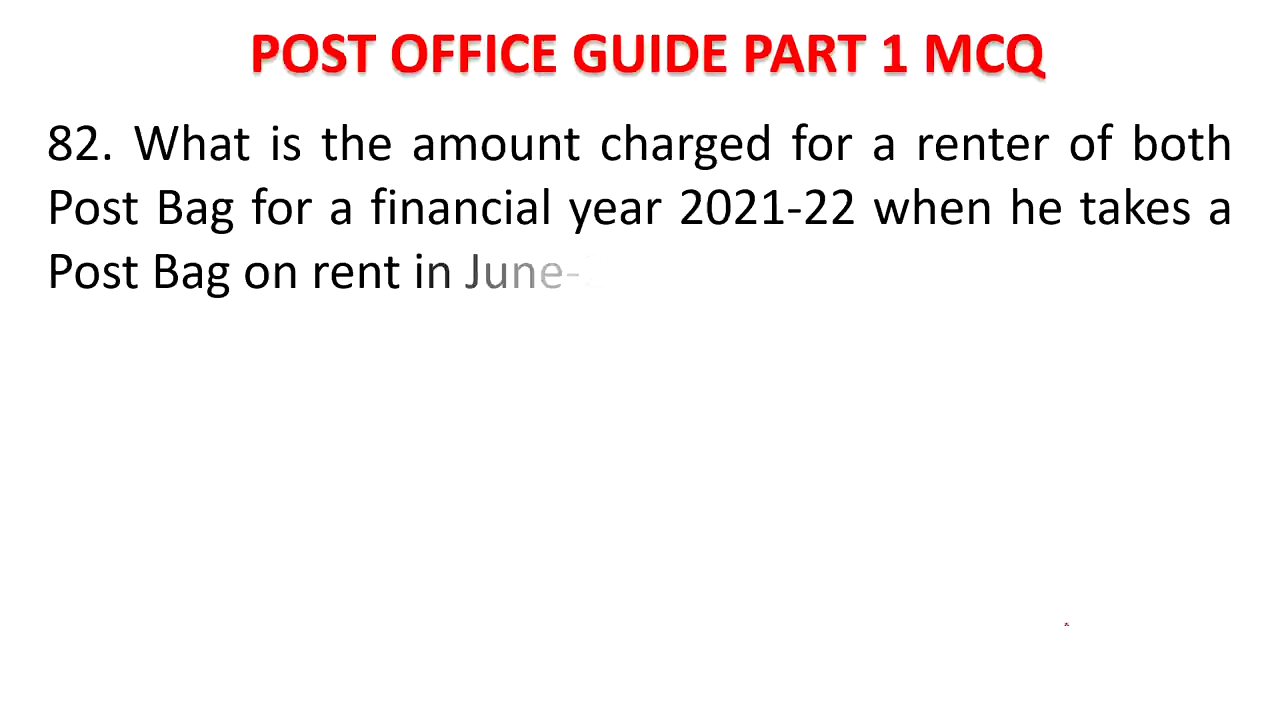 POST OFFICE GUIDE PART 1 MCQ
82. What is the amount charged for a renter of both
Post Bag for a financial year 2021-22 when he takes a
Post Bag on rent in June-